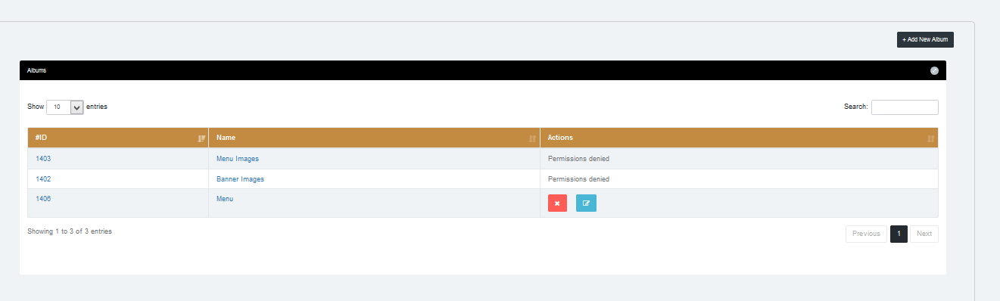 + Add New Album
Albums
Show 10 entries
Search:
#ID Name Actions
1403 Menu Images Permissions denied
1402 Banner Images Permissions denied
1406 Menu
Showing 1 to 3 of 3 entries
Previous 1 Next